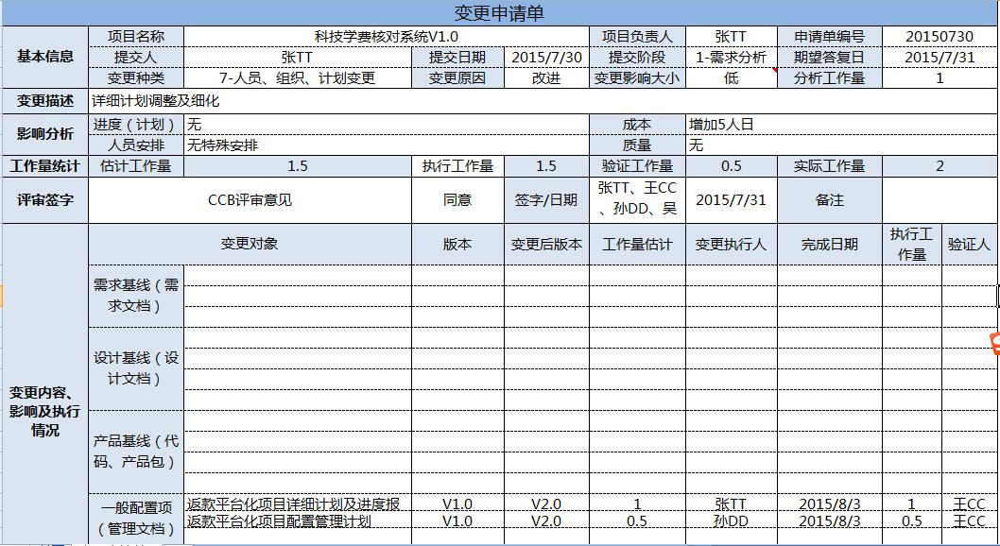 变更申请单
基本信息
项目名称 科技学费核对系统V1.0 项目负责人 张TT 申请单编号 20150730
提交人 张TT 提交日期 2015/7/30 提交阶段 1-需求分析 期望答复日 2015/7/31
变更种类 7-人员、组织、计划变更 变更原因 改进 变更影响大小 低 分析工作量 1
变更描述 详细计划调整及细化
影响分析
进度（计划） 无 成本 增加5人日
人员安排 无特殊安排 质量 无
工作量统计 估计工作量 1.5 执行工作量 1.5 验证工作量 0.5 实际工作量 2
评审签字 CCB评审意见 同意 签字/日期
张TT、王CC
、孙DD、吴
2015/7/31 备注
变更对象 版本 变更后版本 工作量估计 变更执行人 完成日期
执行工
作量
验证人
变更内容、
影响及执行
情况
需求基线（需
求文档）
设计基线（设
计文档）
产品基线（代
码、产品包）
一般配置项
（管理文档）
返款平台化项目详细计划及进度报 V1.0 V2.0 1 张TT 2015/8/3 1 王CC
返款平台化项目配置管理计划 V1.0 V2.0 0.5 孙DD 2015/8/3 0.5 王CC